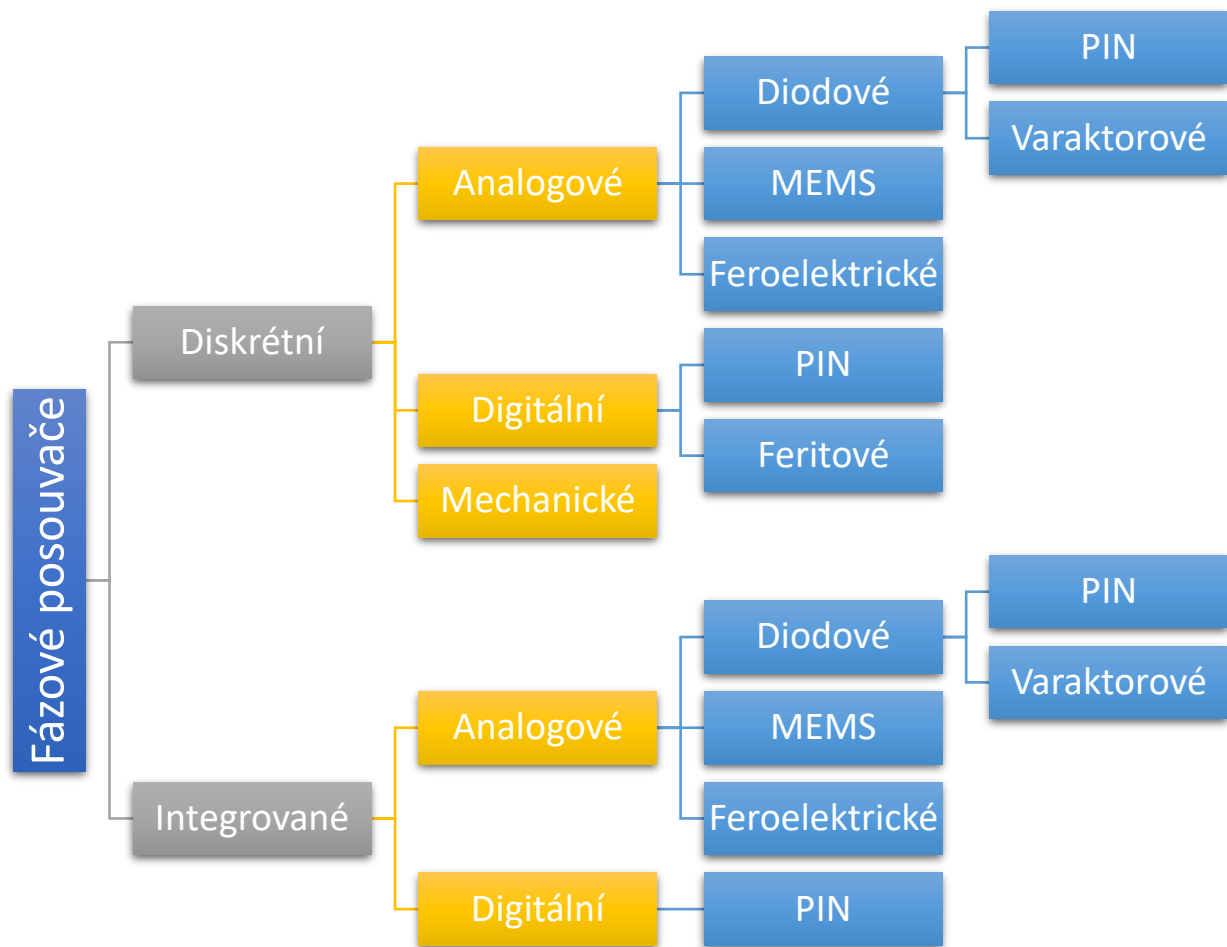 Fázové posouvače
Diskrétní
Analogové
Diodové
PIN
Varaktorové
MEMS
Feroelektrické
Digitální
PIN
Feritové
Mechanické
Integrované
Analogové
Diodové
PIN
Varaktorové
MEMS
Feroelektrické
Digitální
PIN